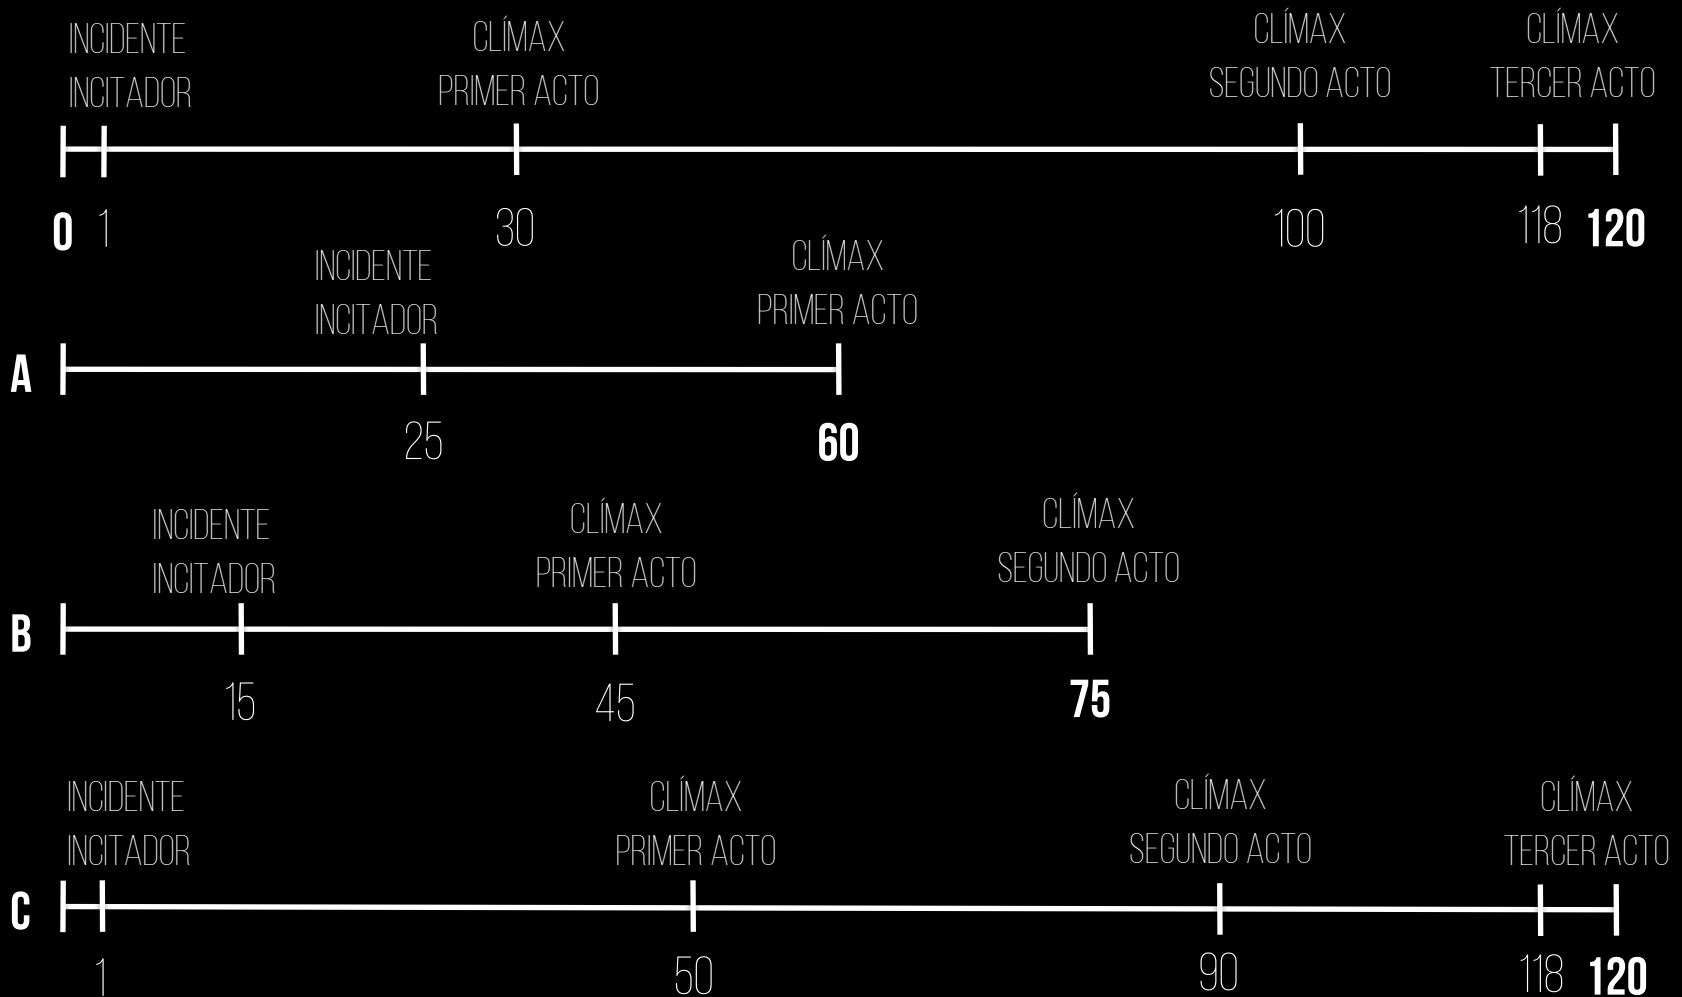 INCIDENTE
INCITADOR
CLÍMAX
PRIMER ACTO
CLÍMAX
SEGUNDO ACTO
CLÍMAX
TERCER ACTO
0 1 30 100 118 120
INCIDENTE
INCITADOR
CLÍMAX
PRIMER ACTO
A
25 60
INCIDENTE
INCITADOR
CLÍMAX
PRIMER ACTO
CLÍMAX
SEGUNDO ACTO
B
15 45 75
INCIDENTE
INCITADOR
CLÍMAX
PRIMER ACTO
CLÍMAX
SEGUNDO ACTO
CLÍMAX
TERCER ACTO
C
1 50 90 118 120